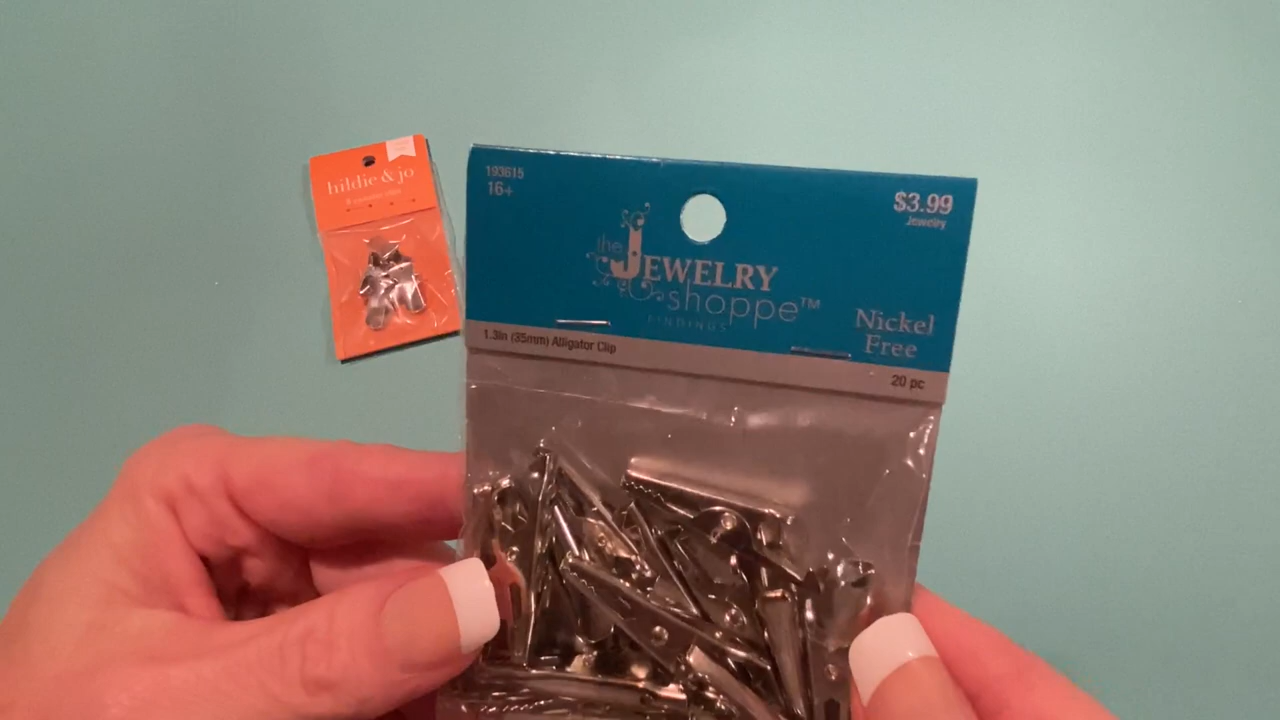 hildie & jo
193615
16+
$3.99
Jewelry
the JEWELRY
shoppe™
FINDINGS
Nickel
Free
1.3in (35mm) Alligator Clip
20 pc